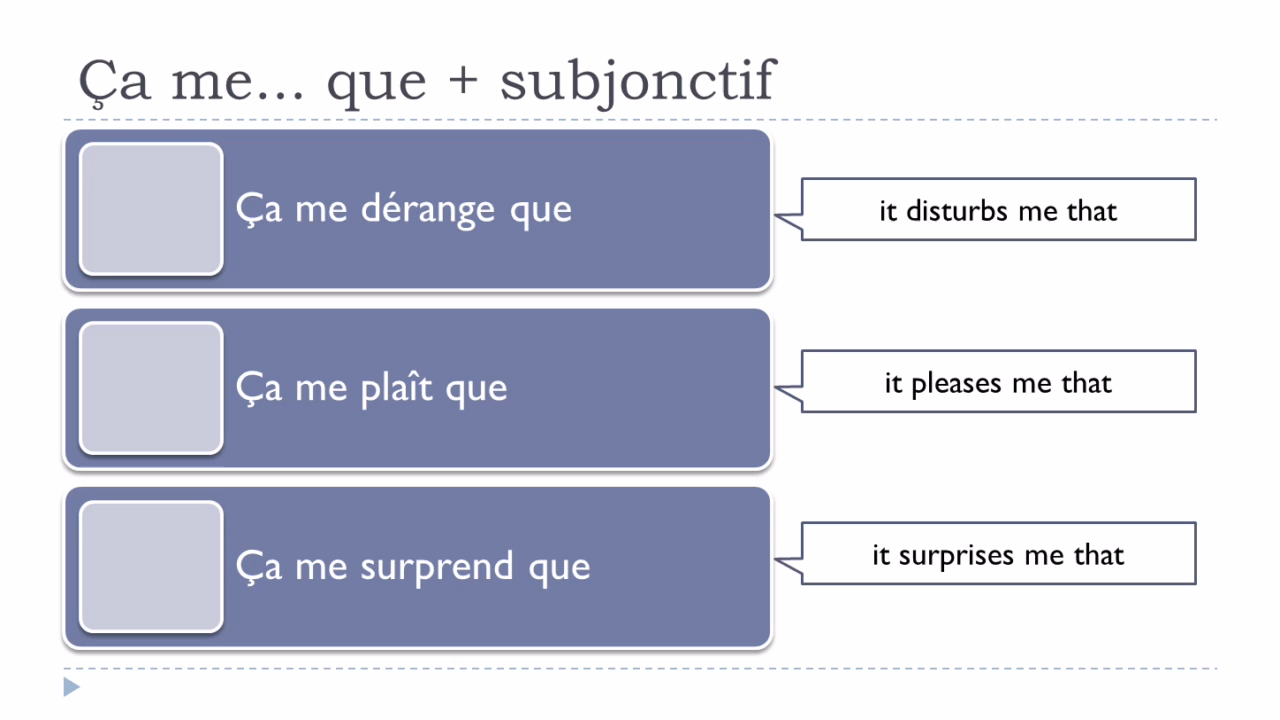 Ça me... que + subjonctif
Ça me dérange que
it disturbs me that
Ça me plaît que
it pleases me that
Ça me surprend que
it surprises me that